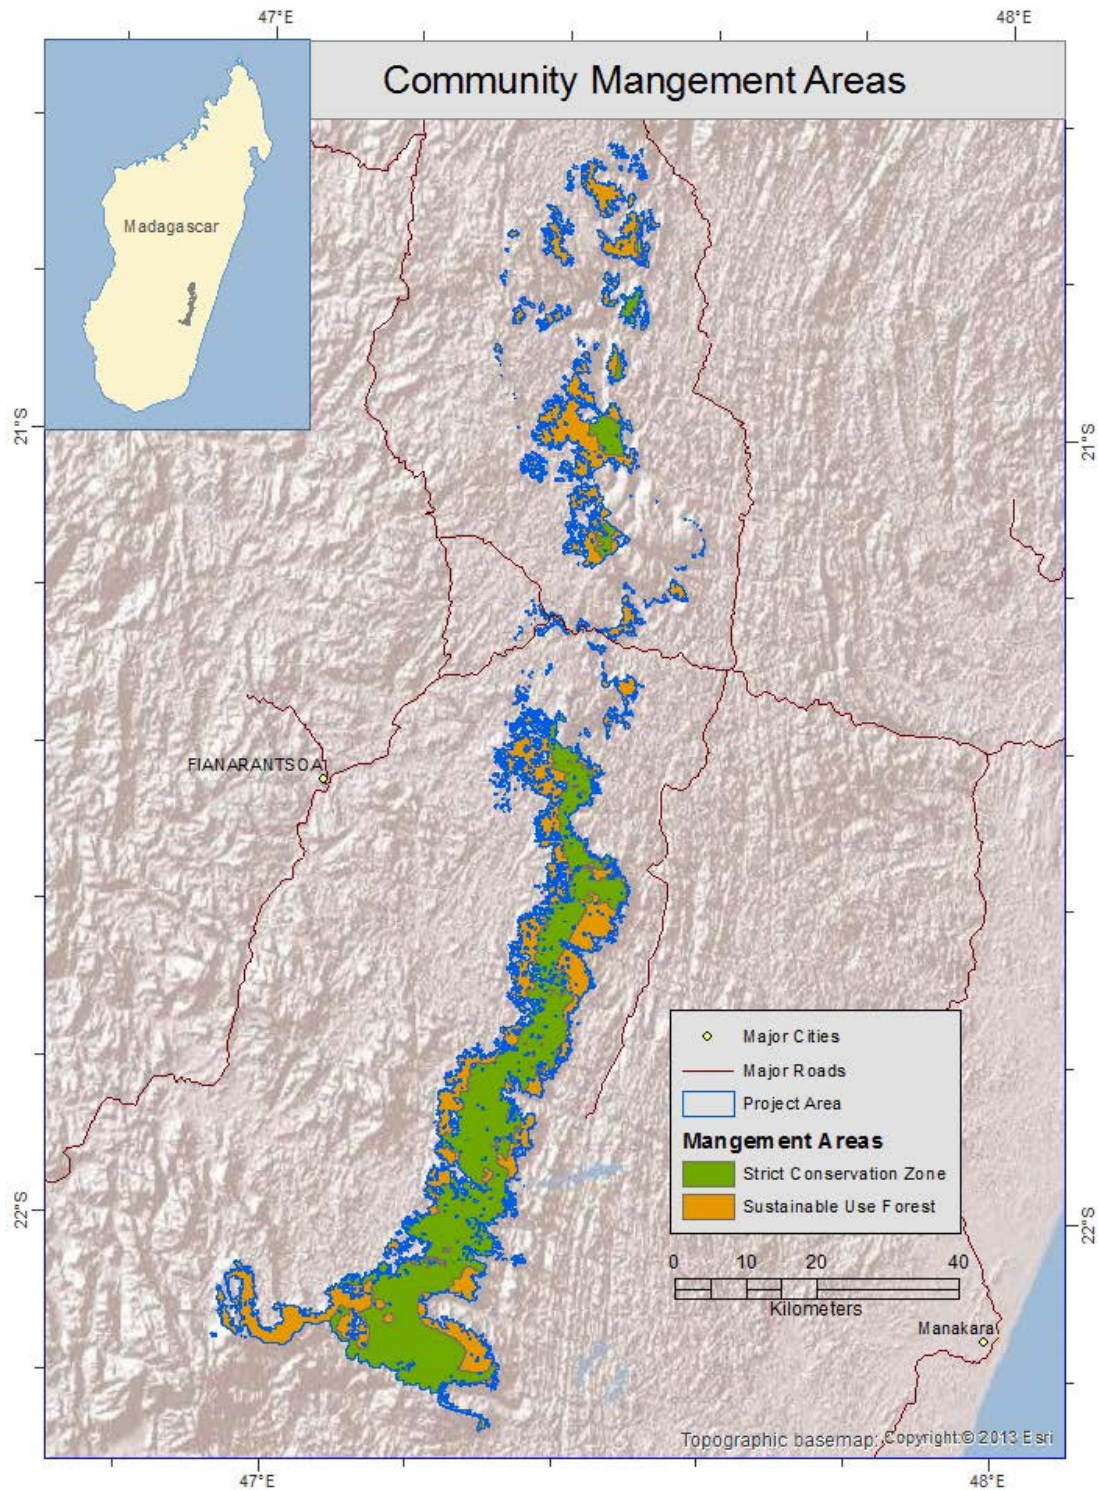 47°E
48°E
Community Mangement Areas
Madagascar
21°S
21°S
FIANARANTSOA
Major Cities
Major Roads
Project Area
Mangement Areas
Strict Conservation Zone
Sustainable Use Forest
22°S
22°S
0 10 20 40
Kilometers
Manakara
Topographic basemap: Copyright:© 2013 Esri
47°E
48°E